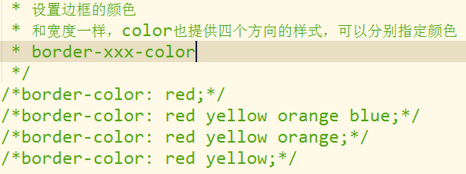 * 设置边框的颜色
* 和宽度一样，color也提供四个方向的样式，可以分别指定颜色
* border-xxx-color
*/
/*border-color: red;*/
/*border-color: red yellow orange blue;*/
/*border-color: red yellow orange;*/
/*border-color: red yellow;*/